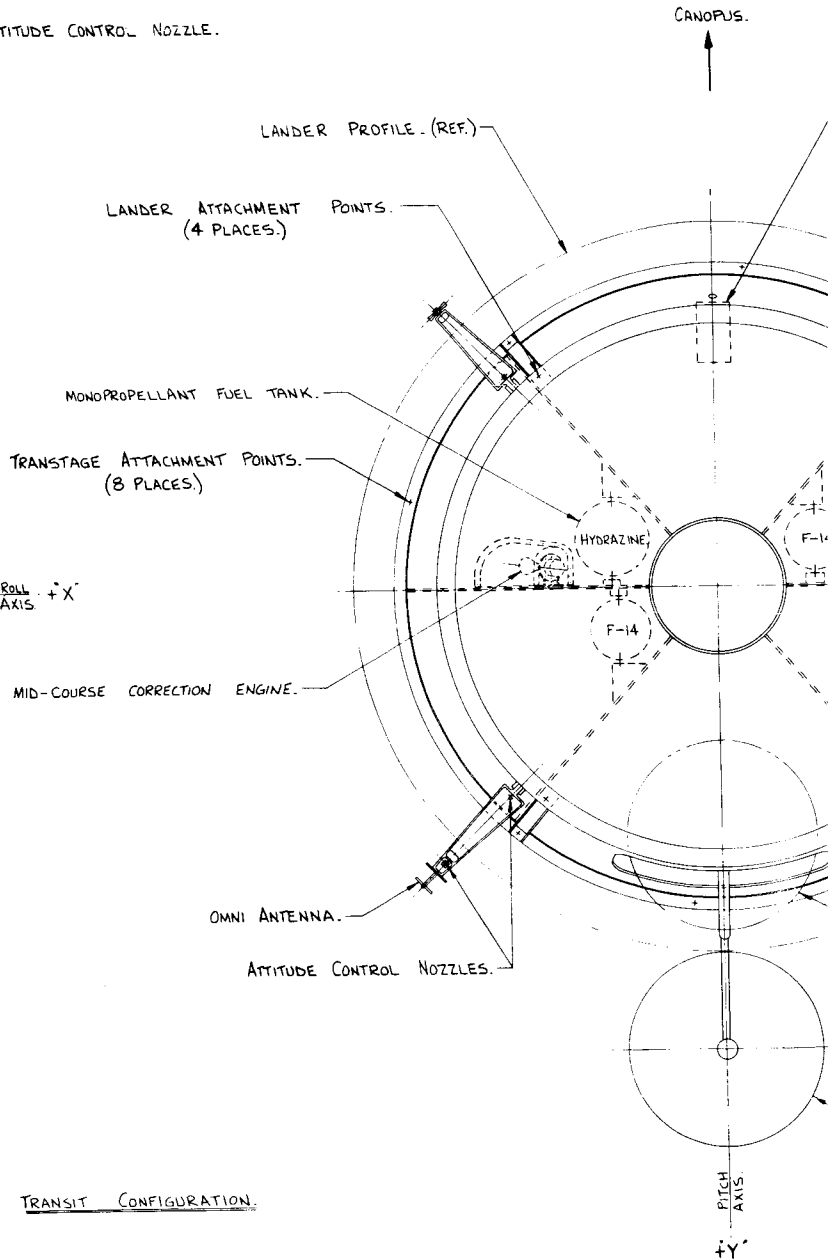 TITUDE CONTROL NOZZLE.
CANOPUS.
LANDER PROFILE. (REF.)
LANDER ATTACHMENT POINTS.
(4 PLACES.)
MONOPROPELLANT FUEL TANK.
TRANSTAGE ATTACHMENT POINTS.
(8 PLACES.)
HYDRAZINE
F-14
ROLL
AXIS. +"X"
F-14
MID-COURSE CORRECTION ENGINE.
OMNI ANTENNA.
ATTITUDE CONTROL NOZZLES.
TRANSIT CONFIGURATION.
PITCH
AXIS.
+"Y"